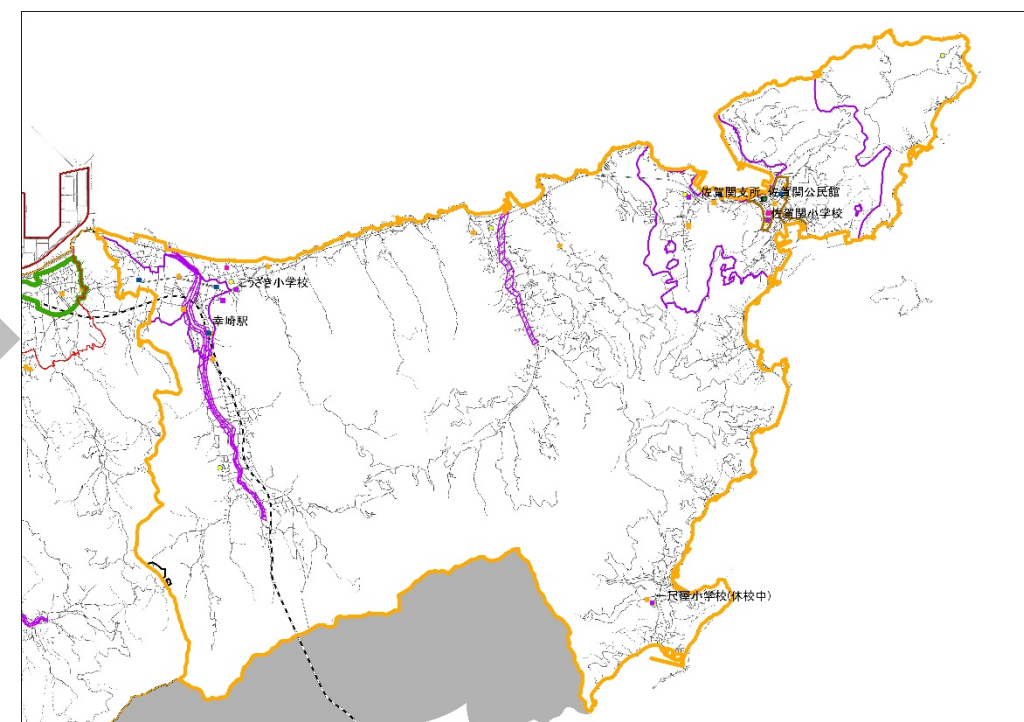 佐賀関支所 佐賀関公民館
佐賀関小学校
こうざき小学校
幸崎駅
一尺屋小学校(休校中)